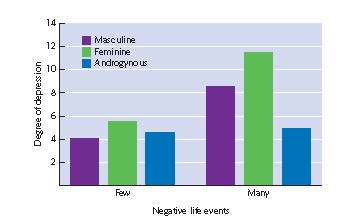 14
12
10
8
6
4
2
Degree of depression
Masculine
Feminine
Androgynous
Few
Many
Negative life events